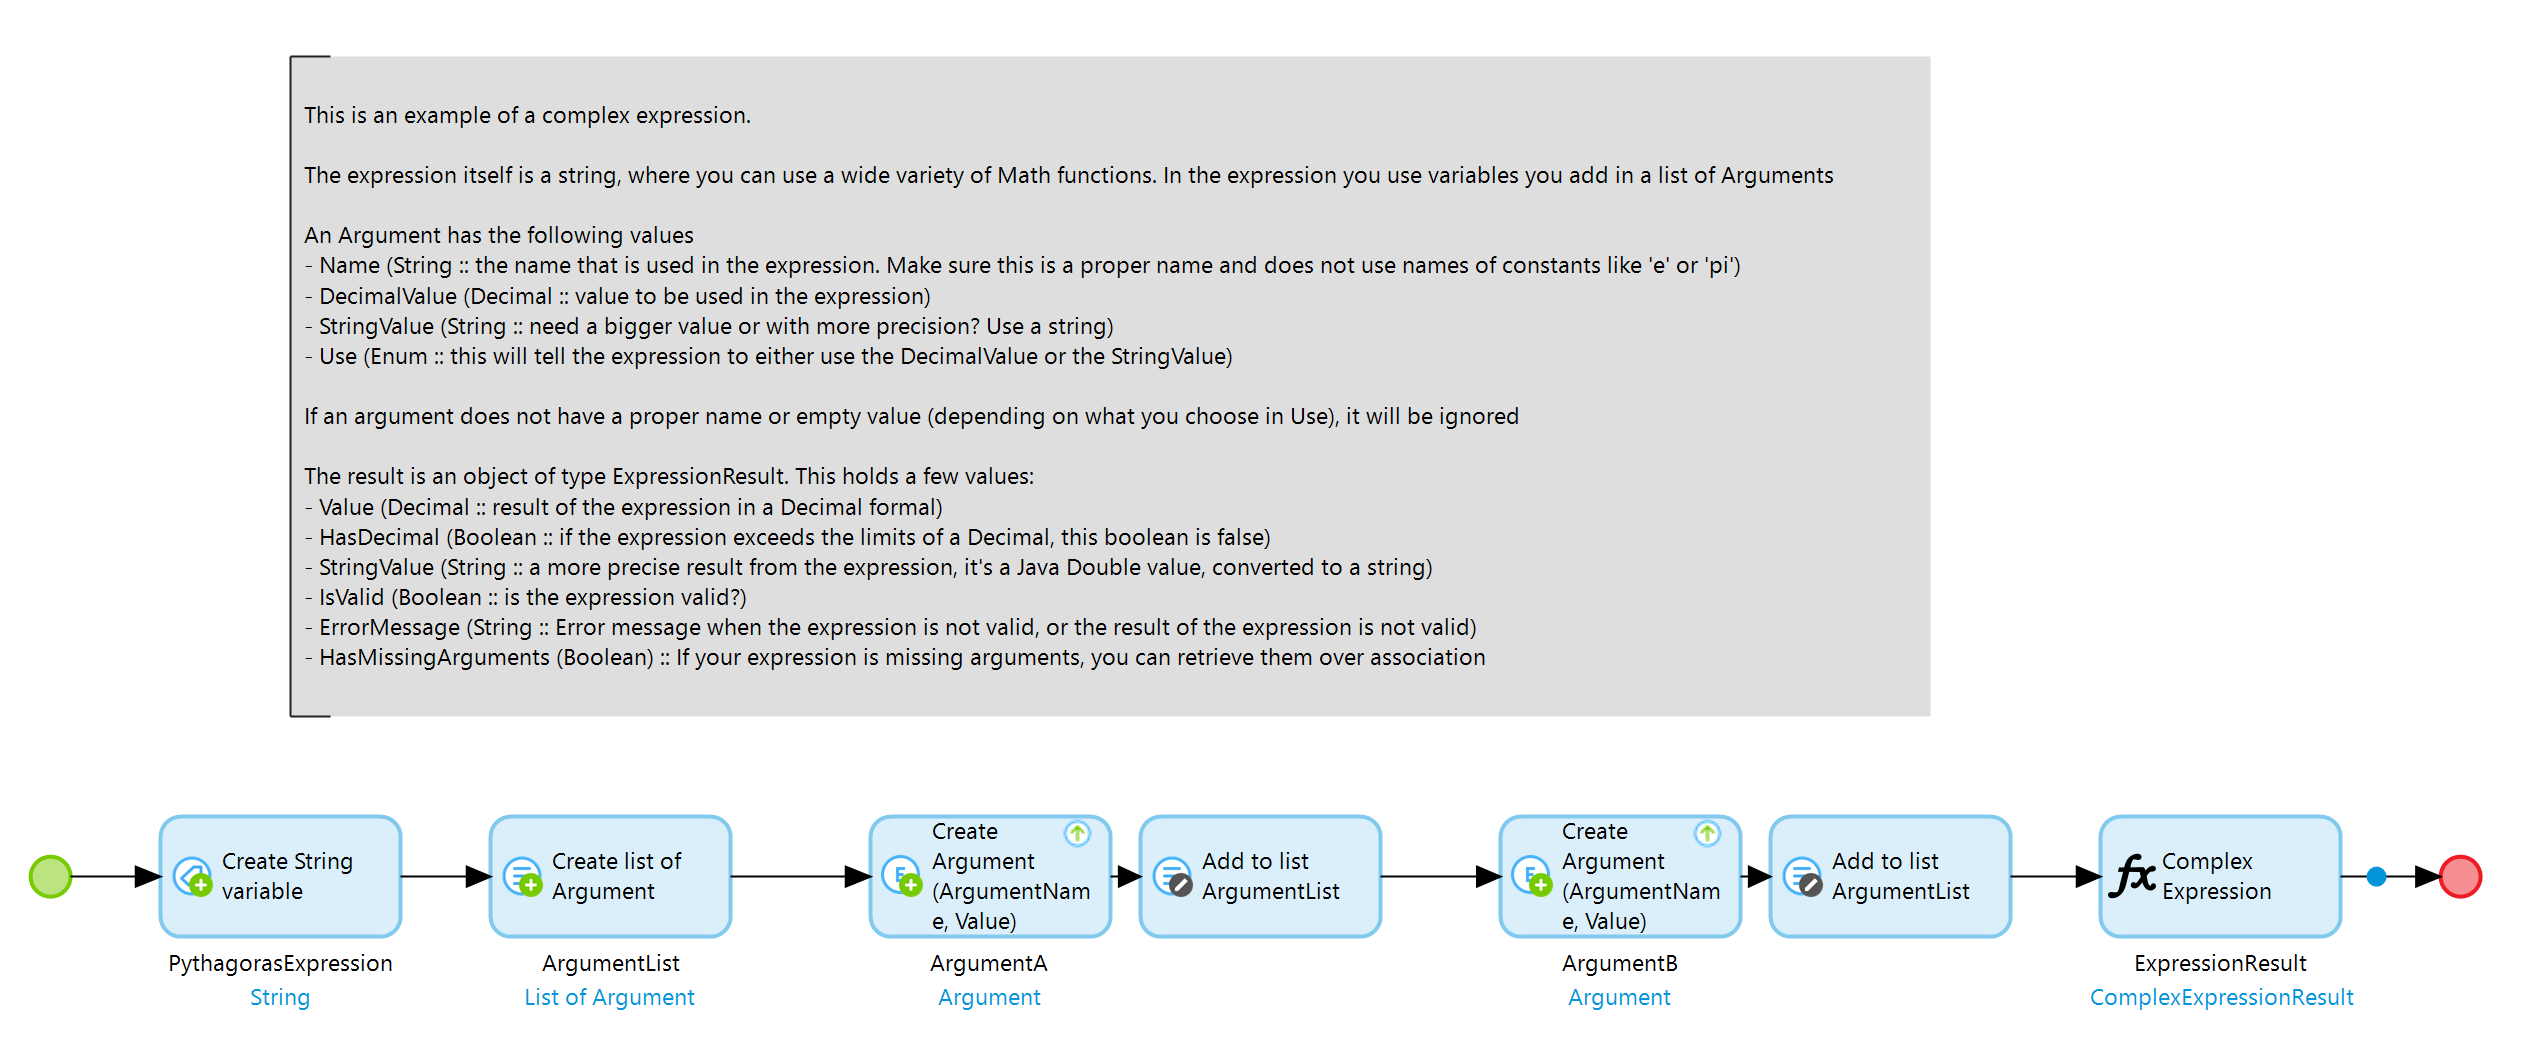 This is an example of a complex expression.
The expression itself is a string, where you can use a wide variety of Math functions. In the expression you use variables you add in a list of Arguments
An Argument has the following values
- Name (String :: the name that is used in the expression. Make sure this is a proper name and does not use names of constants like 'e' or 'pi')
- DecimalValue (Decimal :: value to be used in the expression)
- StringValue (String :: need a bigger value or with more precision? Use a string)
- Use (Enum :: this will tell the expression to either use the DecimalValue or the StringValue)
If an argument does not have a proper name or empty value (depending on what you choose in Use), it will be ignored
The result is an object of type ExpressionResult. This holds a few values:
- Value (Decimal :: result of the expression in a Decimal formal)
- HasDecimal (Boolean :: if the expression exceeds the limits of a Decimal, this boolean is false)
- StringValue (String :: a more precise result from the expression, it's a Java Double value, converted to a string)
- IsValid (Boolean :: is the expression valid?)
- ErrorMessage (String :: Error message when the expression is not valid, or the result of the expression is not valid)
- HasMissingArguments (Boolean) :: If your expression is missing arguments, you can retrieve them over association
Create String
variable
PythagorasExpression
String
Create list of
Argument
ArgumentList
List of Argument
E
Create
Argument
(ArgumentNam
e, Value)
ArgumentA
Argument
Add to list
ArgumentList
E
Create
Argument
(ArgumentNam
e, Value)
ArgumentB
Argument
Add to list
ArgumentList
fx
Complex
Expression
ExpressionResult
ComplexExpressionResult